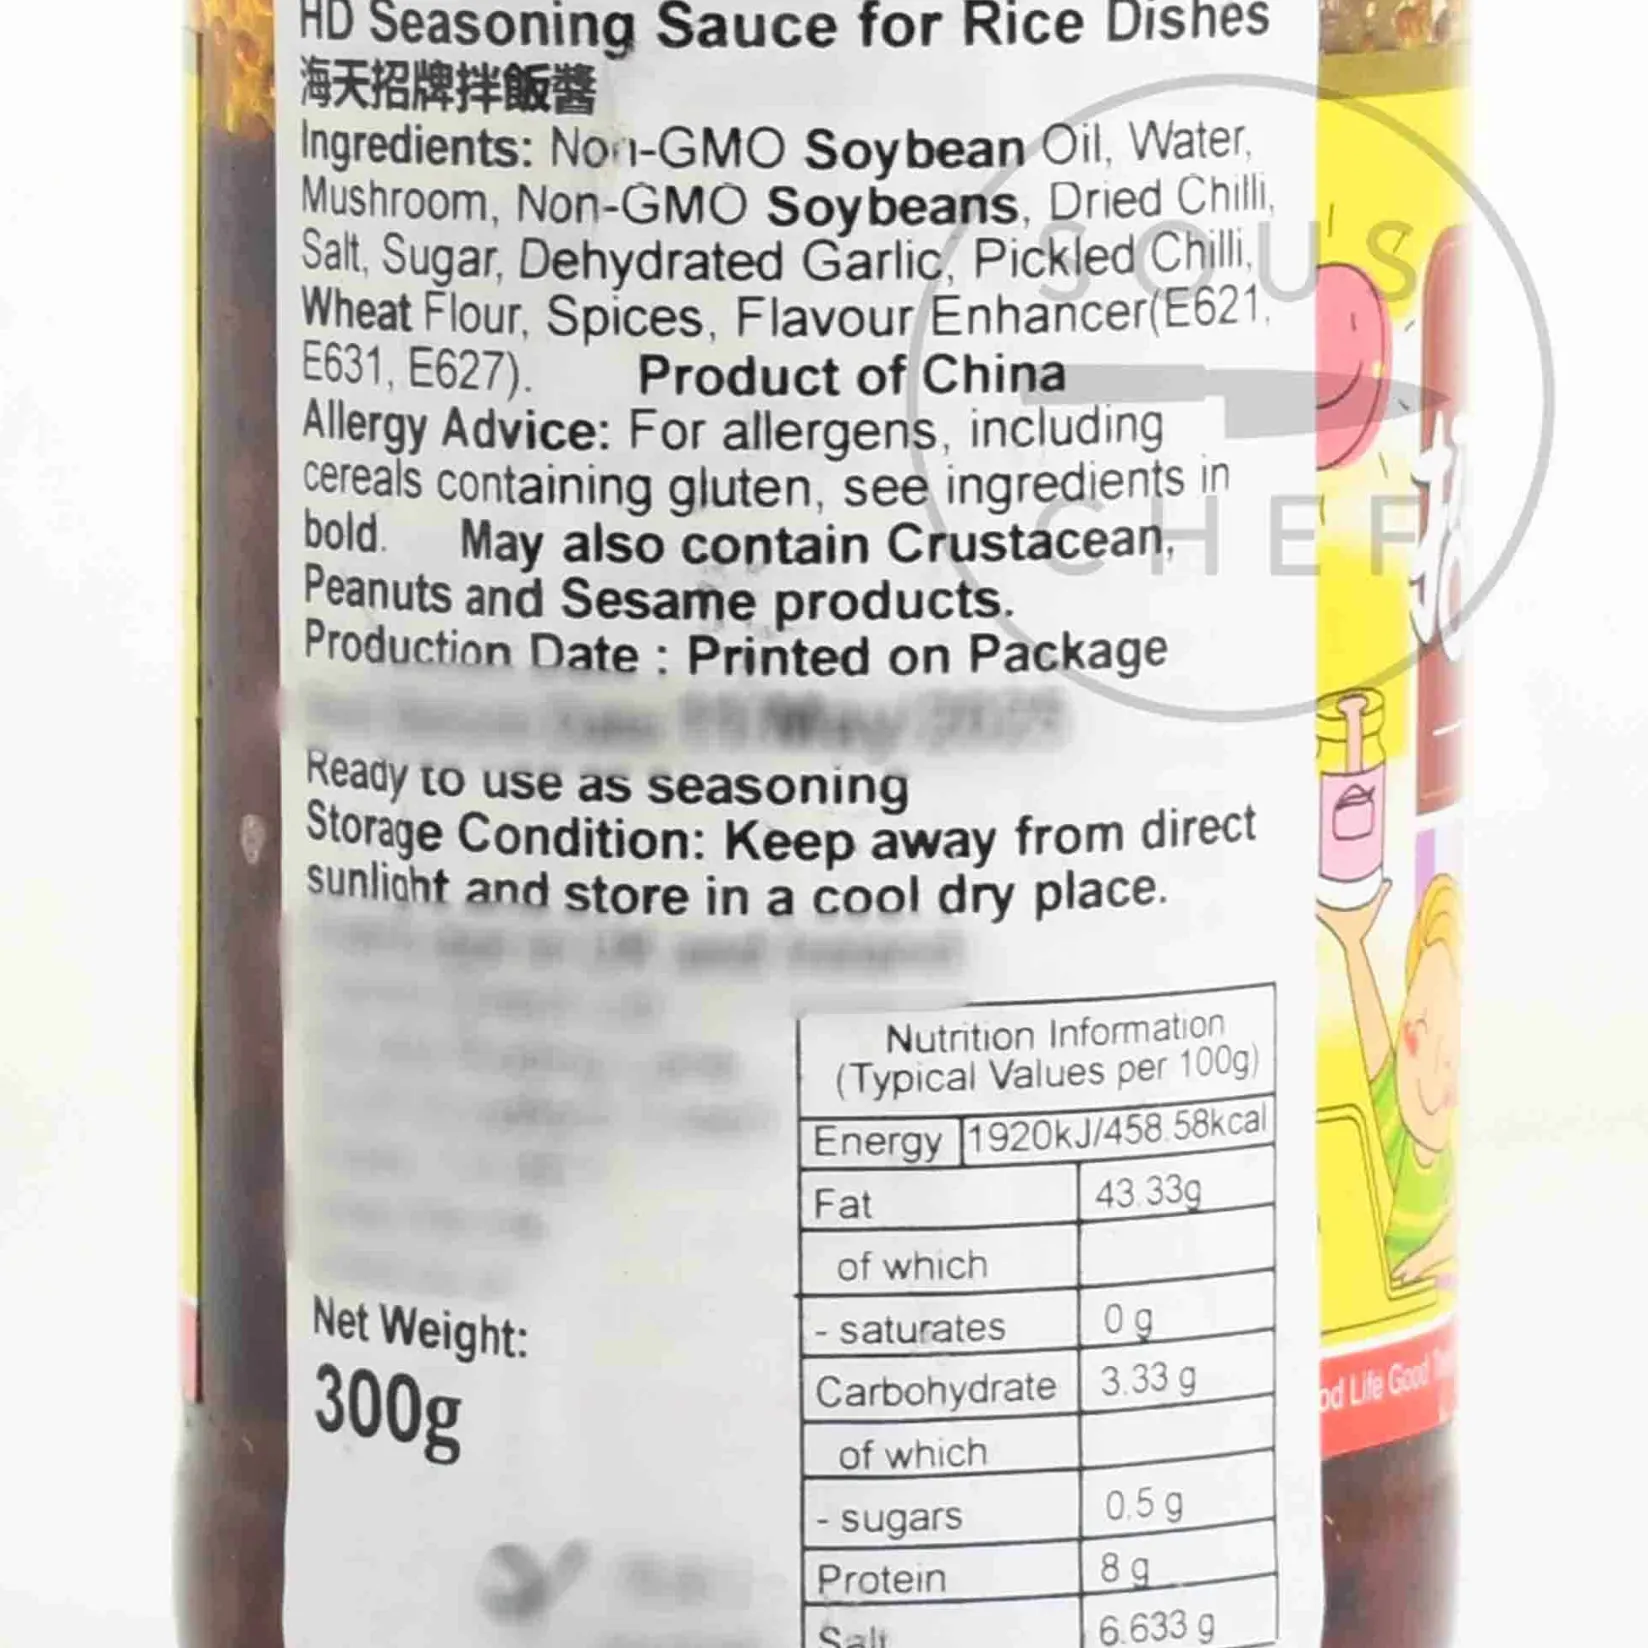 HD Seasoning Sauce for Rice Dishes
海天招牌拌飯醬
Ingredients: Non-GMO Soybean Oil, Water,
Mushroom, Non-GMO Soybeans, Dried Chilli,
Salt, Sugar, Dehydrated Garlic, Pickled Chilli,
Wheat Flour, Spices, Flavour Enhancer(E621,
E631, E627). Product of China
Allergy Advice: For allergens, including
cereals containing gluten, see ingredients in
bold. May also contain Crustacean,
Peanuts and Sesame products.
Production Date : Printed on Package
Ready to use as seasoning
Storage Condition: Keep away from direct
sunlight and store in a cool dry place.
Net Weight:
300g
Nutrition Information
(Typical Values per 100g)
Energy 1920kJ/458.58kcal
Fat 43.33g
of which
- saturates 0 g
Carbohydrate 3.33 g
of which
- sugars 0.5 g
Protein 8 g
Salt 6.633 g
SOUS
CHEF
Life Good